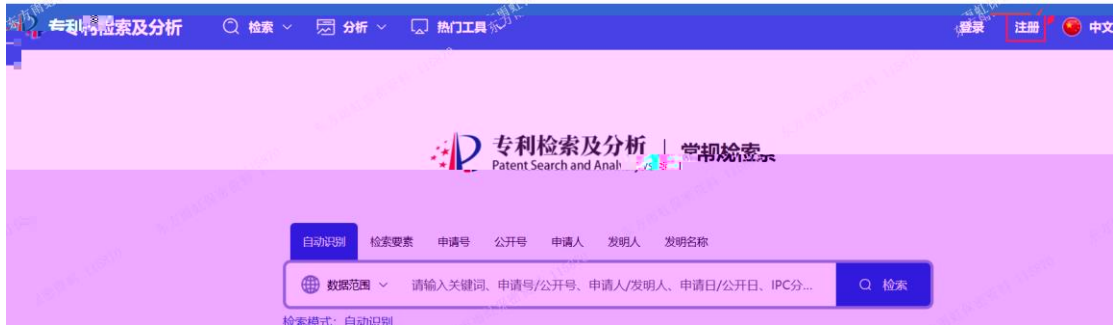 专利检索及分析 检索 分析 热门工具 登录 注册 中文
专利检索及分析 | 常规检索
Patent Search and Anal
自动识别 检索要素 申请号 公开号 申请人 发明人 发明名称
数据范围 请输入关键词、申请号/公开号、申请人/发明人、申请日/公开日、IPC分... 检索
检索模式：自动识别